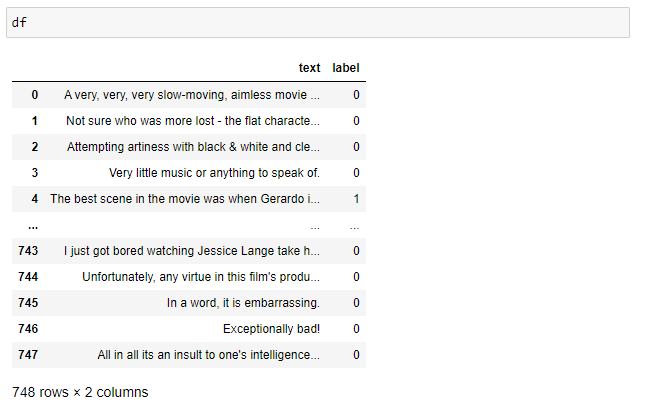 df
text label
0 A very, very, very slow-moving, aimless movie ... 0
1 Not sure who was more lost - the flat characte... 0
2 Attempting artiness with black & white and cle... 0
3 Very little music or anything to speak of. 0
4 The best scene in the movie was when Gerardo i... 1
... ... ...
743 I just got bored watching Jessice Lange take h... 0
744 Unfortunately, any virtue in this film's produ... 0
745 In a word, it is embarrassing. 0
746 Exceptionally bad! 0
747 All in all its an insult to one's intelligence... 0
748 rows × 2 columns